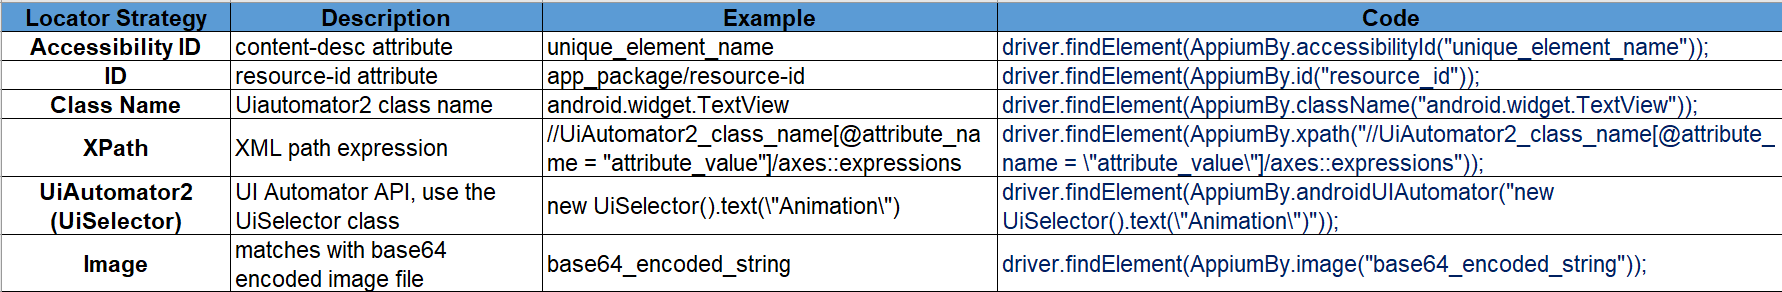 Locator Strategy Description Example Code
Accessibility ID content-desc attribute unique_element_name driver.findElement(AppiumBy.accessibilityId("unique_element_name"));
ID resource-id attribute app_package/resource-id driver.findElement(AppiumBy.id("resource_id"));
Class Name Uiautomator2 class name android.widget.TextView driver.findElement(AppiumBy.className("android.widget.TextView"));
XPath XML path expression //UiAutomator2_class_name[@attribute_na
me = "attribute_value"]/axes::expressions driver.findElement(AppiumBy.xpath("//UiAutomator2_class_name[@attribute_
name = \"attribute_value\"]/axes::expressions"));
UiAutomator2
(UiSelector) UI Automator API, use the
UiSelector class new UiSelector().text(\"Animation\") driver.findElement(AppiumBy.androidUIAutomator("new
UiSelector().text(\"Animation\")"));
Image matches with base64
encoded image file base64_encoded_string driver.findElement(AppiumBy.image("base64_encoded_string"));